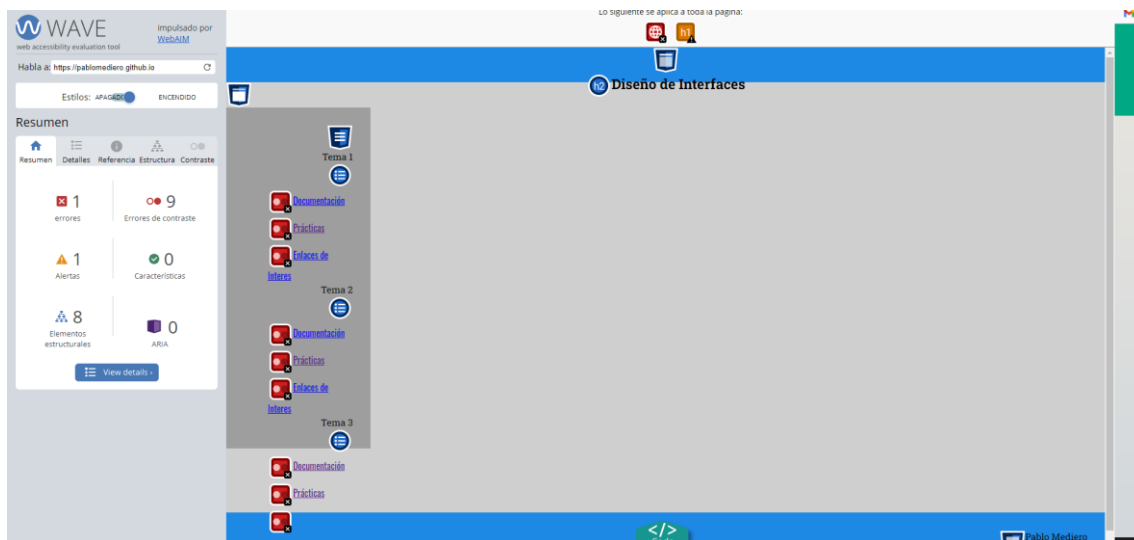 Lo siguiente se aplica a toda la página:
WAVE
web accessibility evaluation tool
impulsado por
WebAIM
Habla a: https://pablomediero.github.io
Estilos: APAGADO ENCENDIDO
Resumen
Resumen Detalles Referencia Estructura Contraste
1
errores
9
Errores de contraste
1
Alertas
0
Características
8
Elementos
estructurales
0
ARIA
View details ›
h1
h2 Diseño de Interfaces
Tema 1
Documentación
Prácticas
Enlaces de
Interes
Tema 2
Documentación
Prácticas
Enlaces de
Interes
Tema 3
Documentación
Prácticas
</>
Pablo Mediero